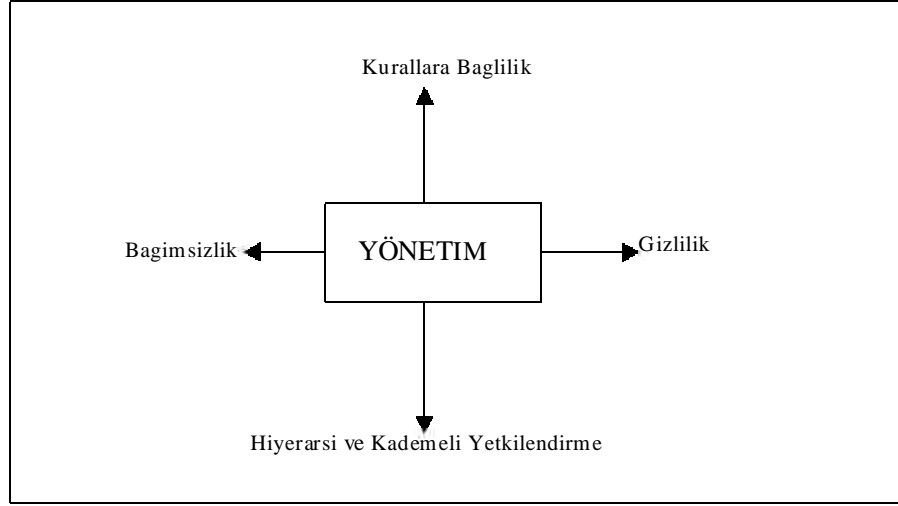 Kurallara Baglilik
Bagimsizlik
YÖNETIM
Gizlilik
Hiyerarsi ve Kademeli Yetkilendirme